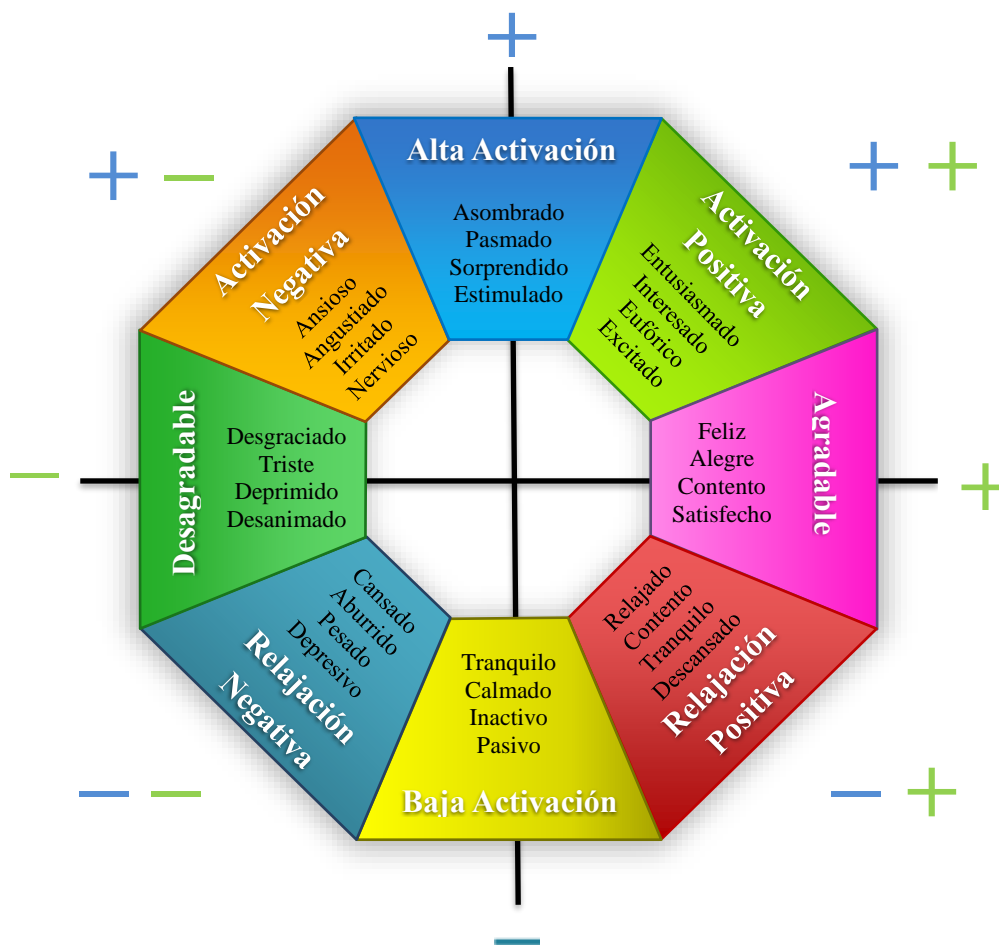 +
+ −
+ +
Alta Activación
Asombrado
Pasmado
Sorprendido
Estimulado
Activación
Positiva
Entusiasmado
Interesado
Eufórico
Excitado
Agradable
Feliz
Alegre
Contento
Satisfecho
+
Relajado
Contento
Tranquilo
Descansado
Relajación
Positiva
− +
Tranquilo
Calmado
Inactivo
Pasivo
Baja Activación
−
Cansado
Aburrido
Pesado
Depresivo
Relajación
Negativa
− −
Desagradable
Desgraciado
Triste
Deprimido
Desanimado
−
Activación
Negativa
Ansioso
Angustiado
Irritado
Nervioso